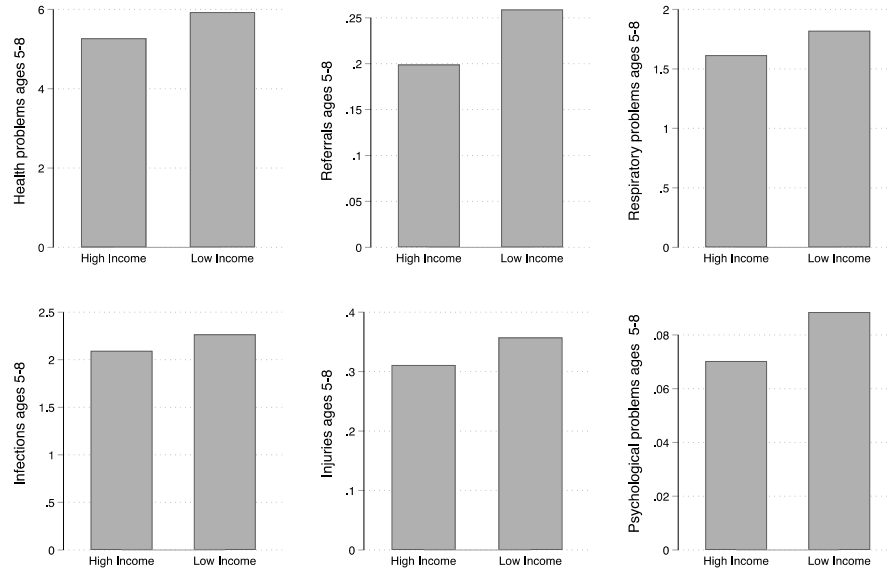 Health problems ages 5-8
6
4
2
0
High Income Low Income
Referrals ages 5-8
.25
.2
.15
.1
.05
0
High Income Low Income
Respiratory problems ages 5-8
2
1.5
1
.5
0
High Income Low Income
Infections ages 5-8
2.5
2
1.5
1
.5
0
High Income Low Income
Injuries ages 5-8
.4
.3
.2
.1
0
High Income Low Income
Psychological problems ages 5-8
.08
.06
.04
.02
0
High Income Low Income